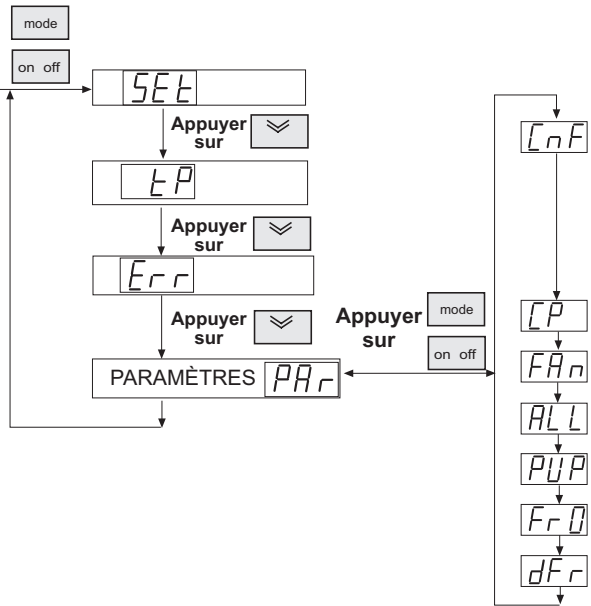 mode
on off
SEt
Appuyer
sur
tP
Appuyer
sur
Err
Appuyer
sur
PARAMÈTRES PAr
Appuyer
sur
mode
on off
CnF
CP
FAn
ALL
PUP
Fr0
dFr